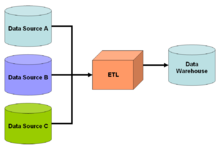 Data Source A
Data Source B
ETL
Data
Warehouse
Data Source C